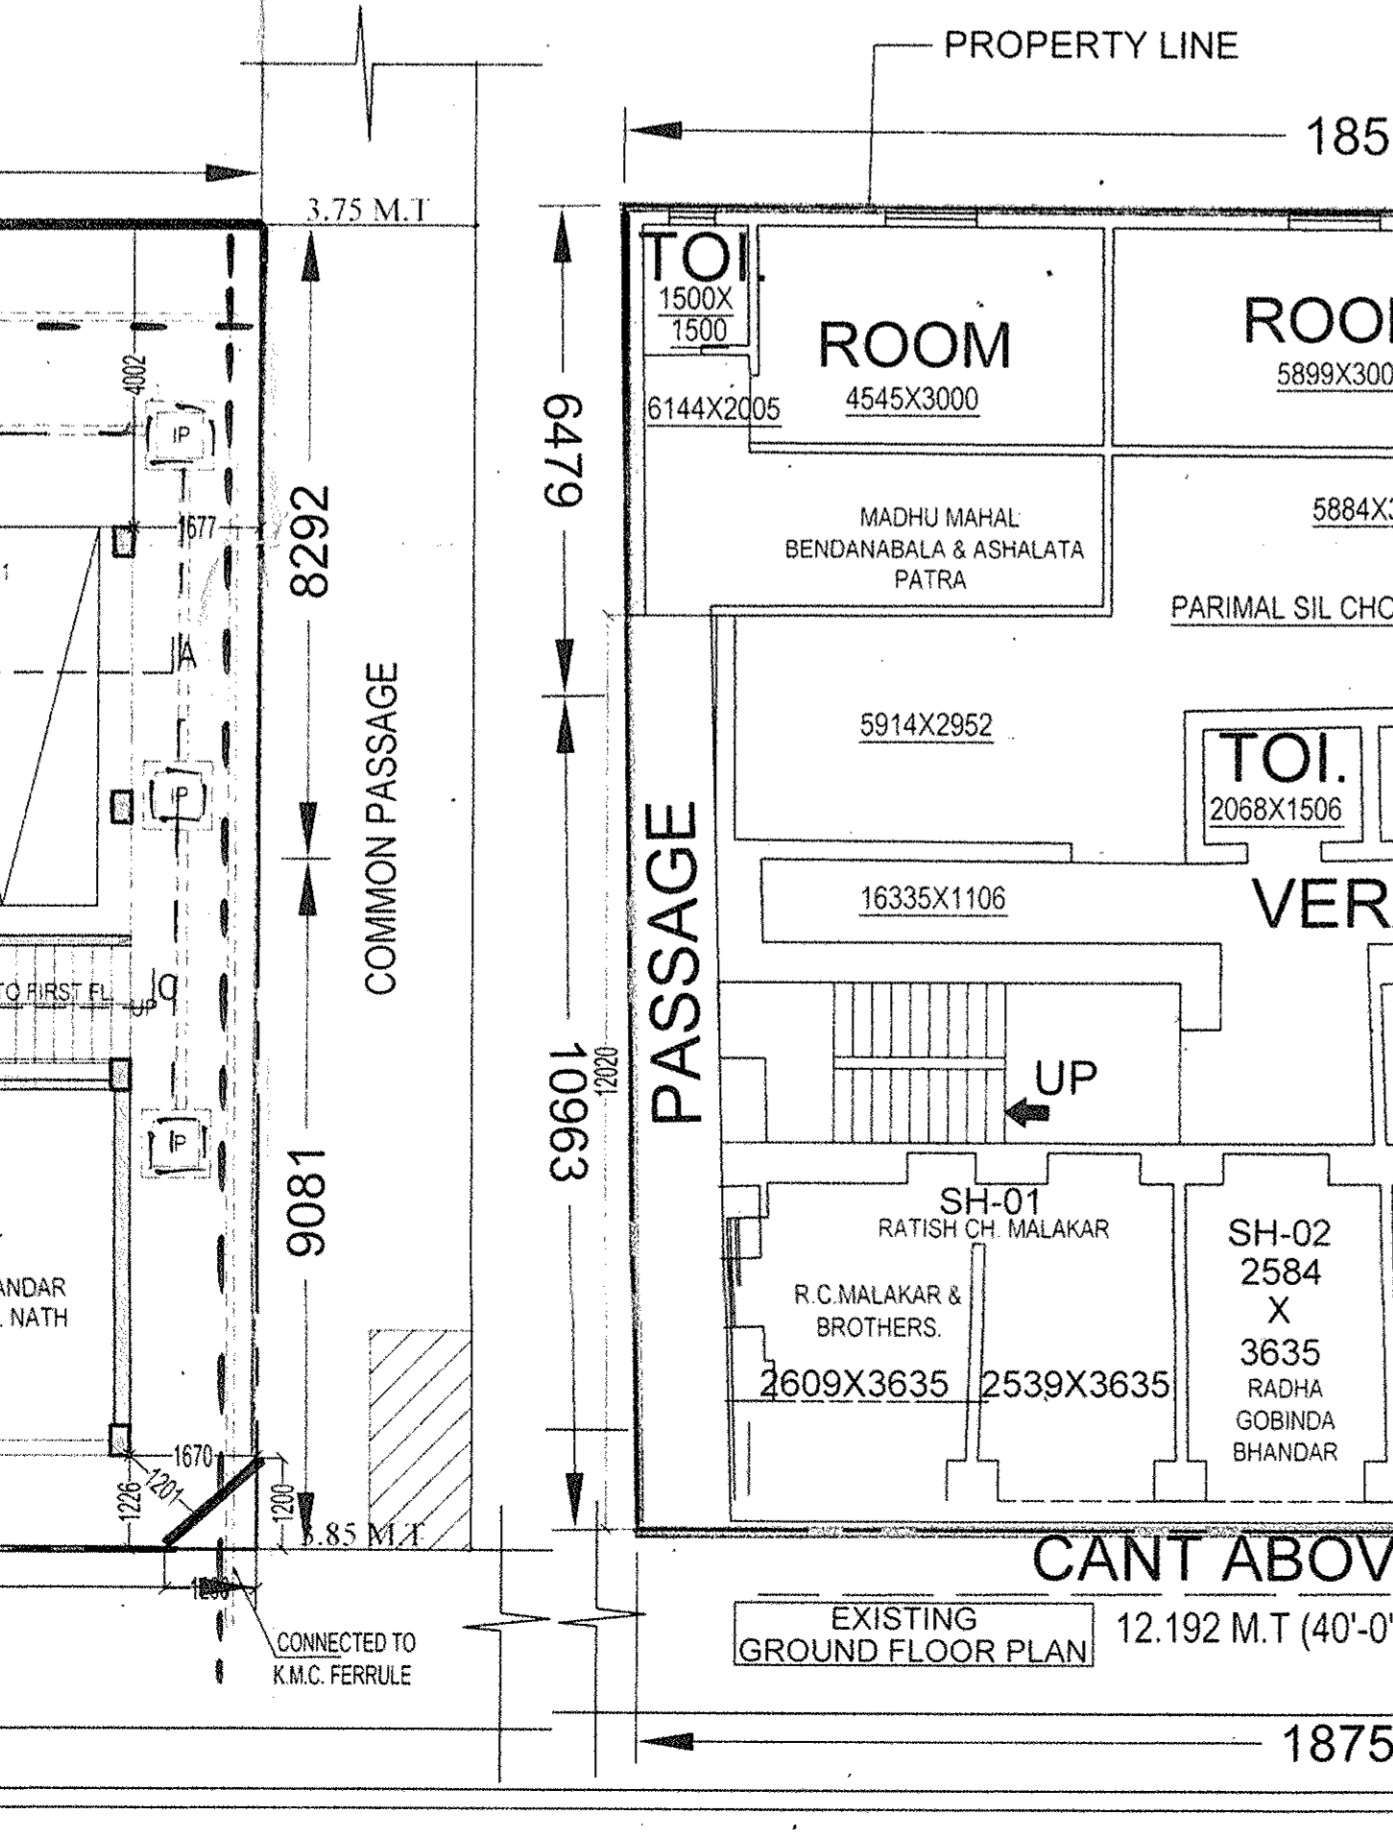 PROPERTY LINE
185
3.75 M.T
TOI.
1500X
1500
ROOM
4545X3000
6144X2005
ROO
5899X300
4002
IP
6479
8292
1677
1
MADHU MAHAL
BENDANABALA & ASHALATA
PATRA
5884X3
PARIMAL SIL CHO
A
COMMON PASSAGE
5914X2952
TOI.
2068X1506
IP
PASSAGE
16335X1106
VER
TO FIRST FL.
UP
C
UP
10963
12020
9081
IP
SH-01
RATISH CH. MALAKAR
R.C.MALAKAR &
BROTHERS.
2609X3635
2539X3635
SH-02
2584
X
3635
RADHA
GOBINDA
BHANDAR
ANDAR
. NATH
1670
1201
1226
1200
3.85 M.T
CANT ABOV
CONNECTED TO
K.M.C. FERRULE
EXISTING
GROUND FLOOR PLAN
12.192 M.T (40'-0"
1875